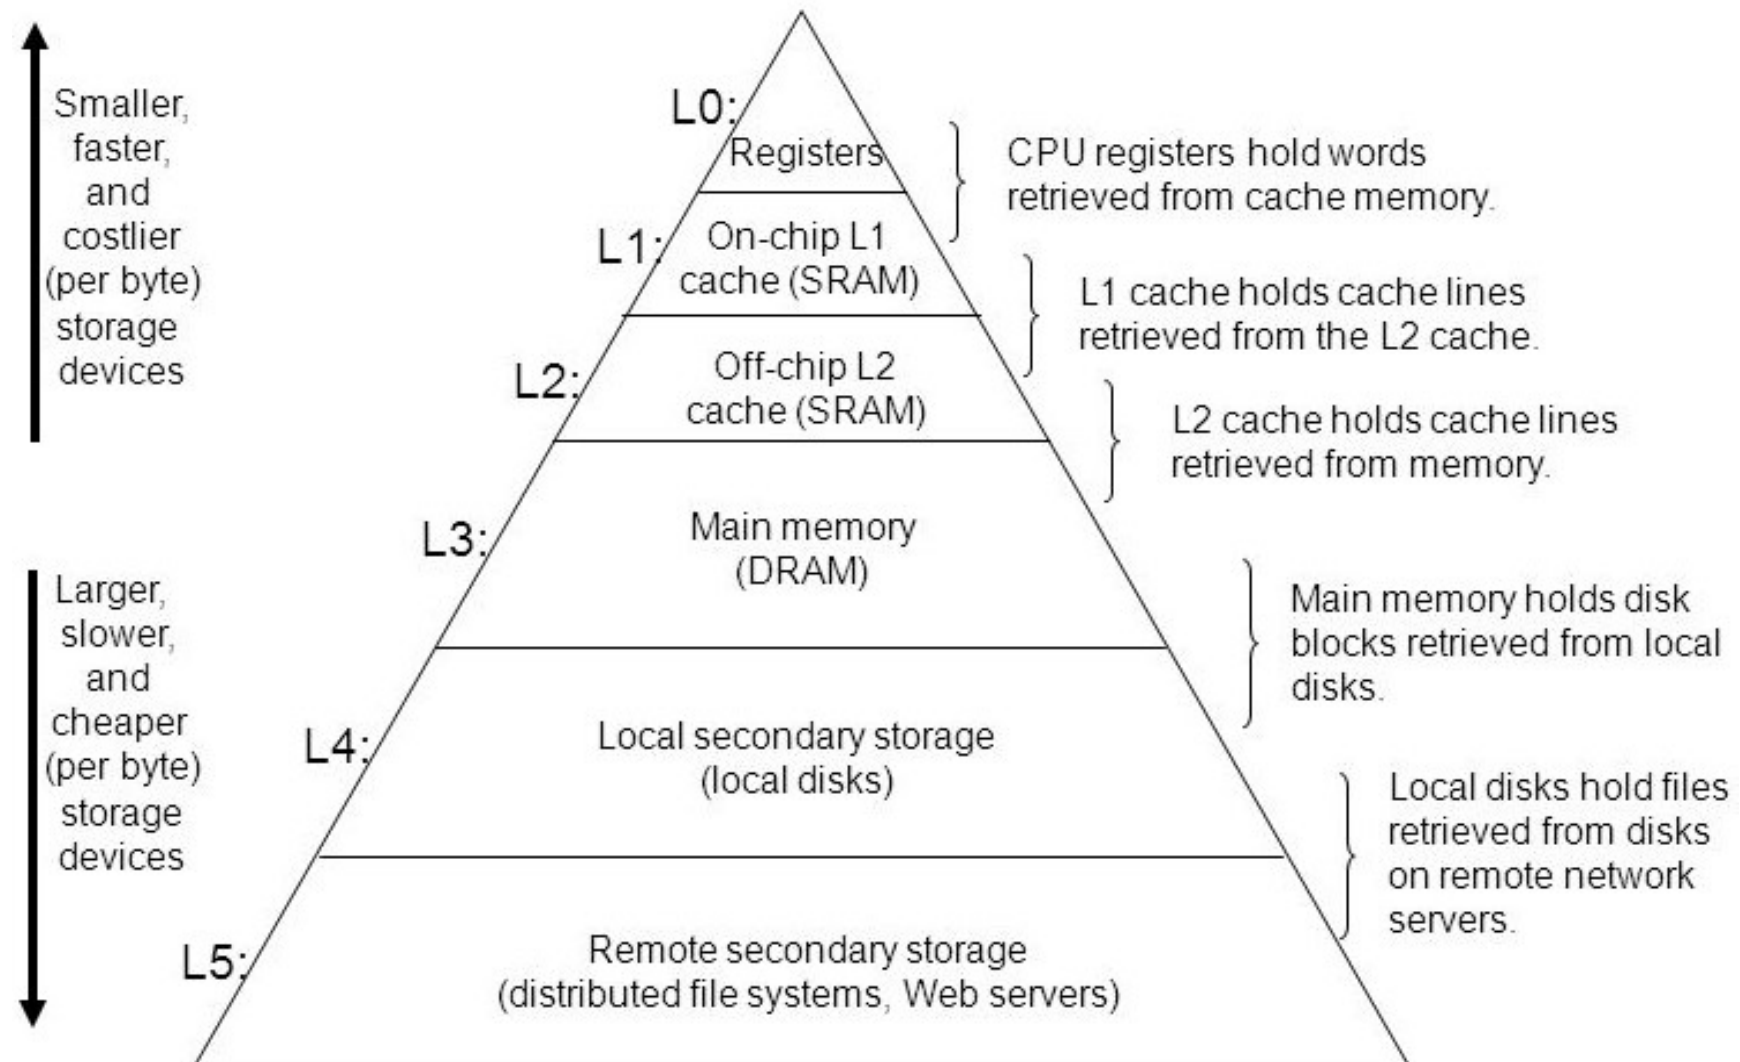 Smaller,
faster,
and
costlier
(per byte)
storage
devices
Larger,
slower,
and
cheaper
(per byte)
storage
devices
L0:
Registers
L1:
On-chip L1
cache (SRAM)
L2:
Off-chip L2
cache (SRAM)
L3:
Main memory
(DRAM)
L4:
Local secondary storage
(local disks)
L5:
Remote secondary storage
(distributed file systems, Web servers)
CPU registers hold words
retrieved from cache memory.
L1 cache holds cache lines
retrieved from the L2 cache.
L2 cache holds cache lines
retrieved from memory.
Main memory holds disk
blocks retrieved from local
disks.
Local disks hold files
retrieved from disks
on remote network
servers.